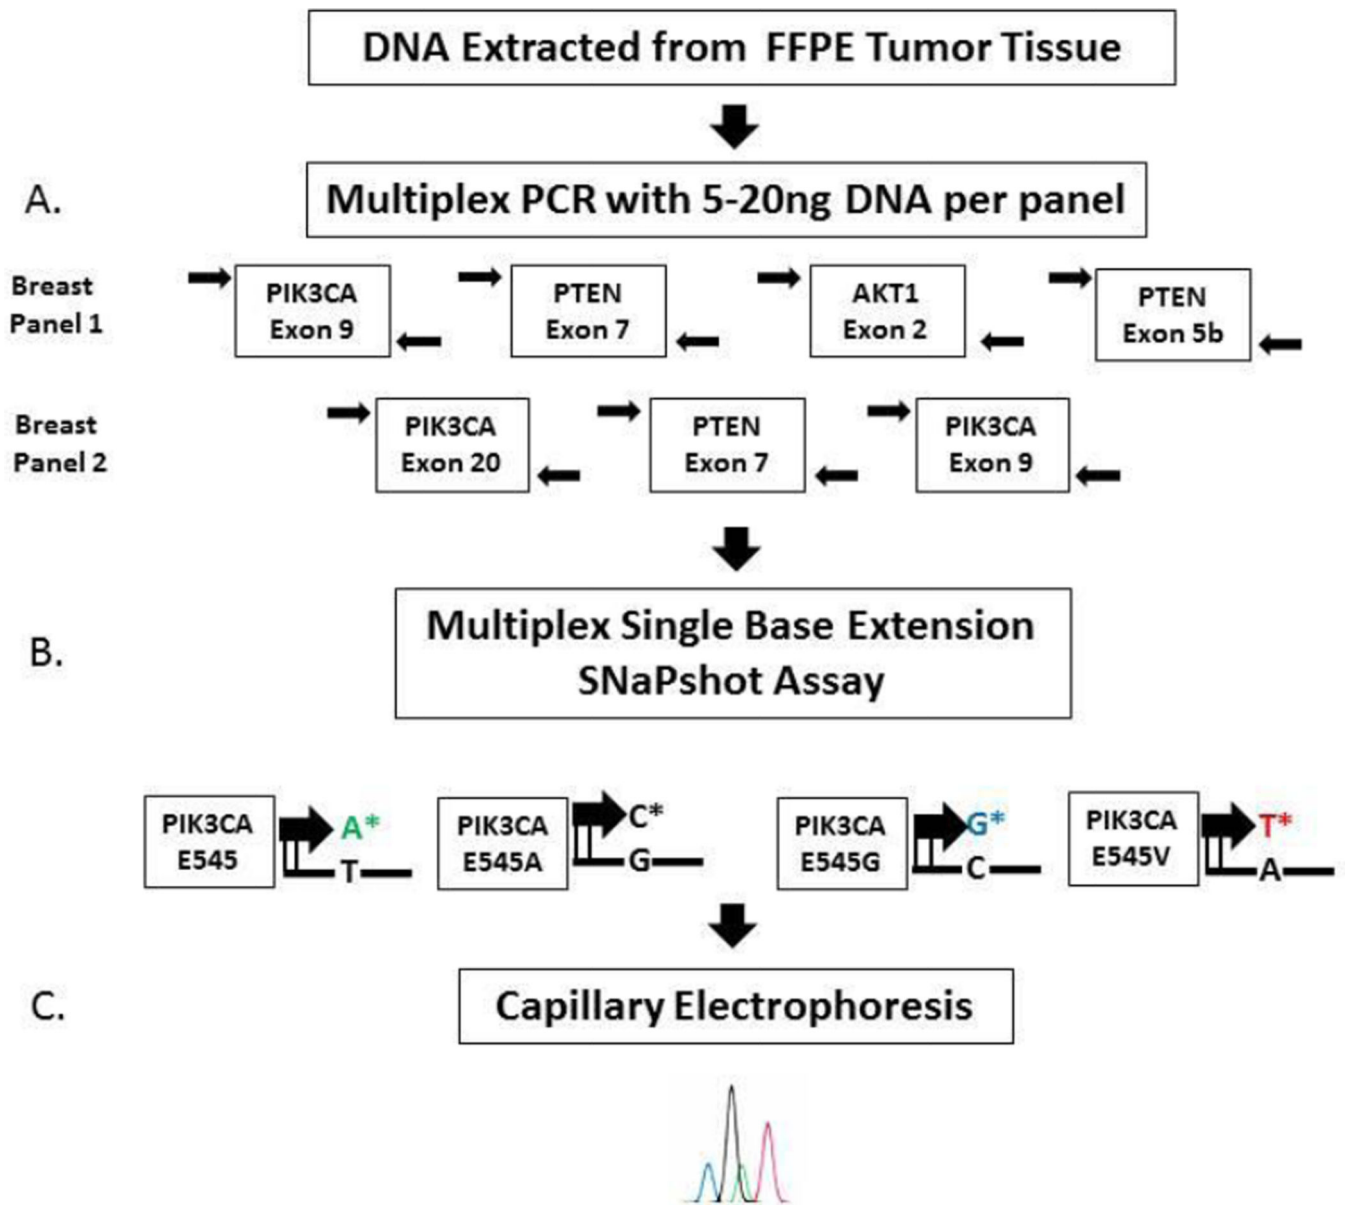 DNA Extracted from FFPE Tumor Tissue
A.
Multiplex PCR with 5-20ng DNA per panel
Breast
Panel 1
PIK3CA
Exon 9
PTEN
Exon 7
AKT1
Exon 2
PTEN
Exon 5b
Breast
Panel 2
PIK3CA
Exon 20
PTEN
Exon 7
PIK3CA
Exon 9
B.
Multiplex Single Base Extension
SNaPshot Assay
PIK3CA
E545
A*
T
PIK3CA
E545A
C*
G
PIK3CA
E545G
G*
C
PIK3CA
E545V
T*
A
C.
Capillary Electrophoresis